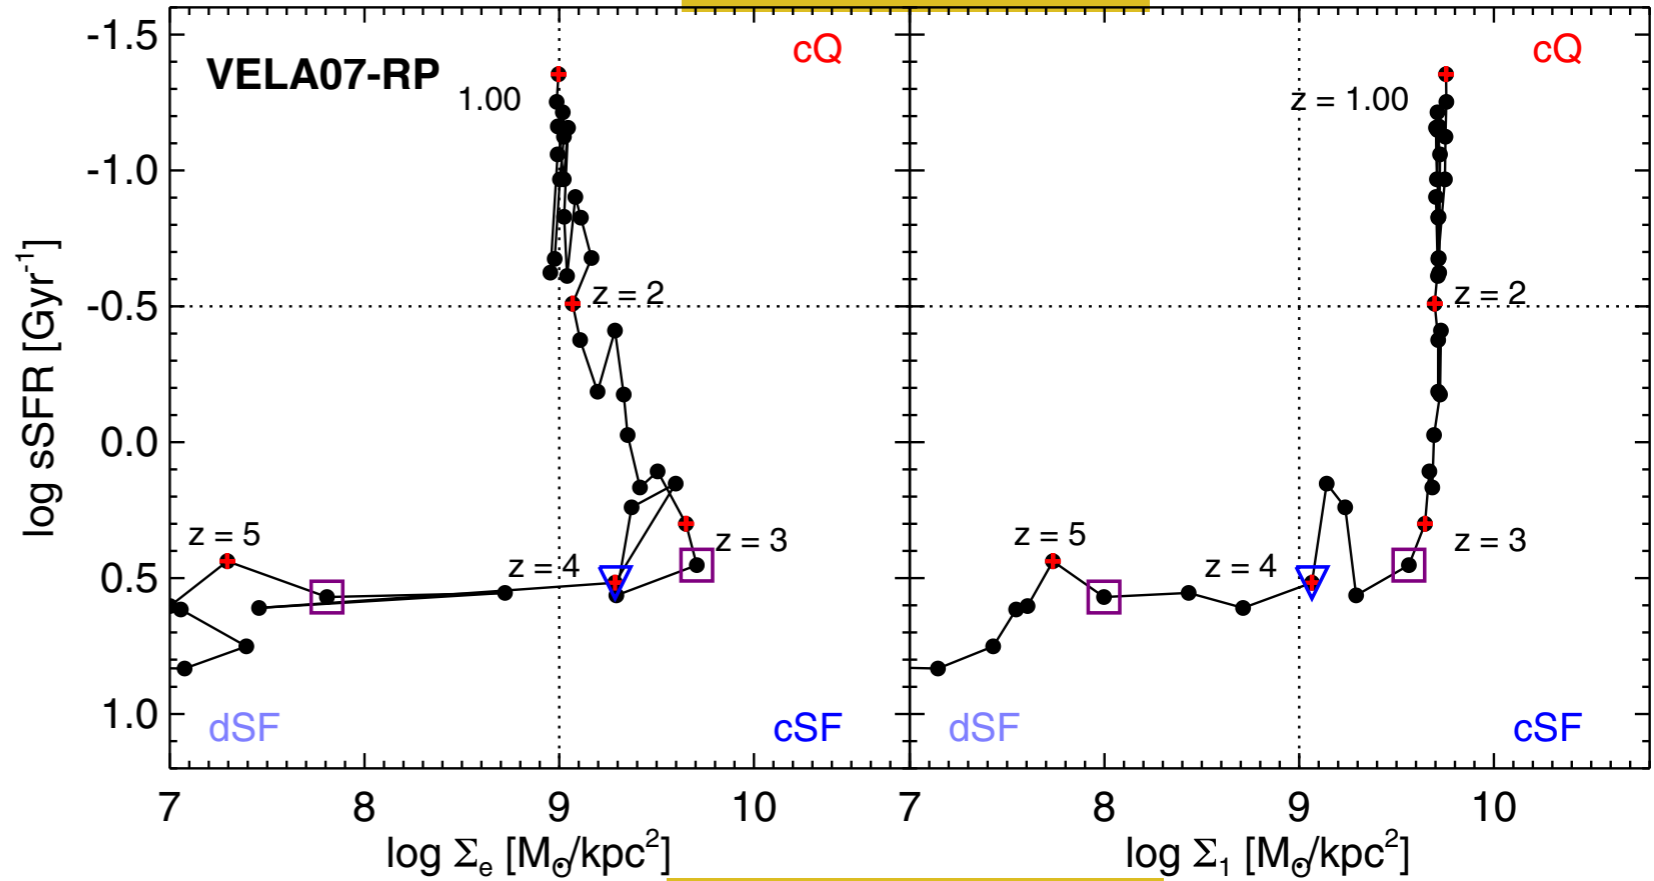 VELA07-RP
cQ
cQ
1.00
z = 1.00
z = 2
z = 2
z = 5
z = 4
z = 3
z = 5
z = 4
z = 3
dSF
cSF
dSF
cSF
-1.5
-1.0
-0.5
0.0
0.5
1.0
log sSFR [Gyr⁻¹]
7
8
9
10
7
8
9
10
log Σₑ [M⊙/kpc²]
log Σ₁ [M⊙/kpc²]